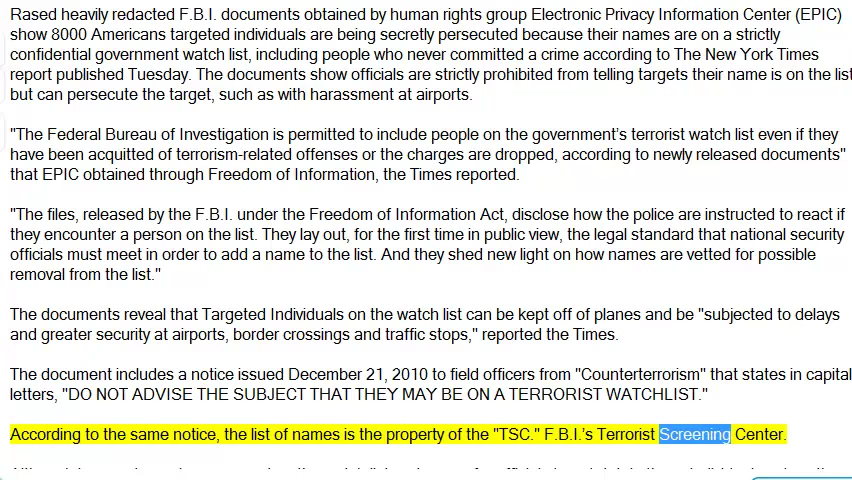 Rased heavily redacted F.B.I. documents obtained by human rights group Electronic Privacy Information Center (EPIC)
show 8000 Americans targeted individuals are being secretly persecuted because their names are on a strictly
confidential government watch list, including people who never committed a crime according to The New York Times
report published Tuesday. The documents show officials are strictly prohibited from telling targets their name is on the list
but can persecute the target, such as with harassment at airports.
"The Federal Bureau of Investigation is permitted to include people on the government's terrorist watch list even if they
have been acquitted of terrorism-related offenses or the charges are dropped, according to newly released documents"
that EPIC obtained through Freedom of Information, the Times reported.
"The files, released by the F.B.I. under the Freedom of Information Act, disclose how the police are instructed to react if
they encounter a person on the list. They lay out, for the first time in public view, the legal standard that national security
officials must meet in order to add a name to the list. And they shed new light on how names are vetted for possible
removal from the list."
The documents reveal that Targeted Individuals on the watch list can be kept off of planes and be "subjected to delays
and greater security at airports, border crossings and traffic stops," reported the Times.
The document includes a notice issued December 21, 2010 to field officers from "Counterterrorism" that states in capital
letters, "DO NOT ADVISE THE SUBJECT THAT THEY MAY BE ON A TERRORIST WATCHLIST."
According to the same notice, the list of names is the property of the "TSC." F.B.I.'s Terrorist Screening Center.